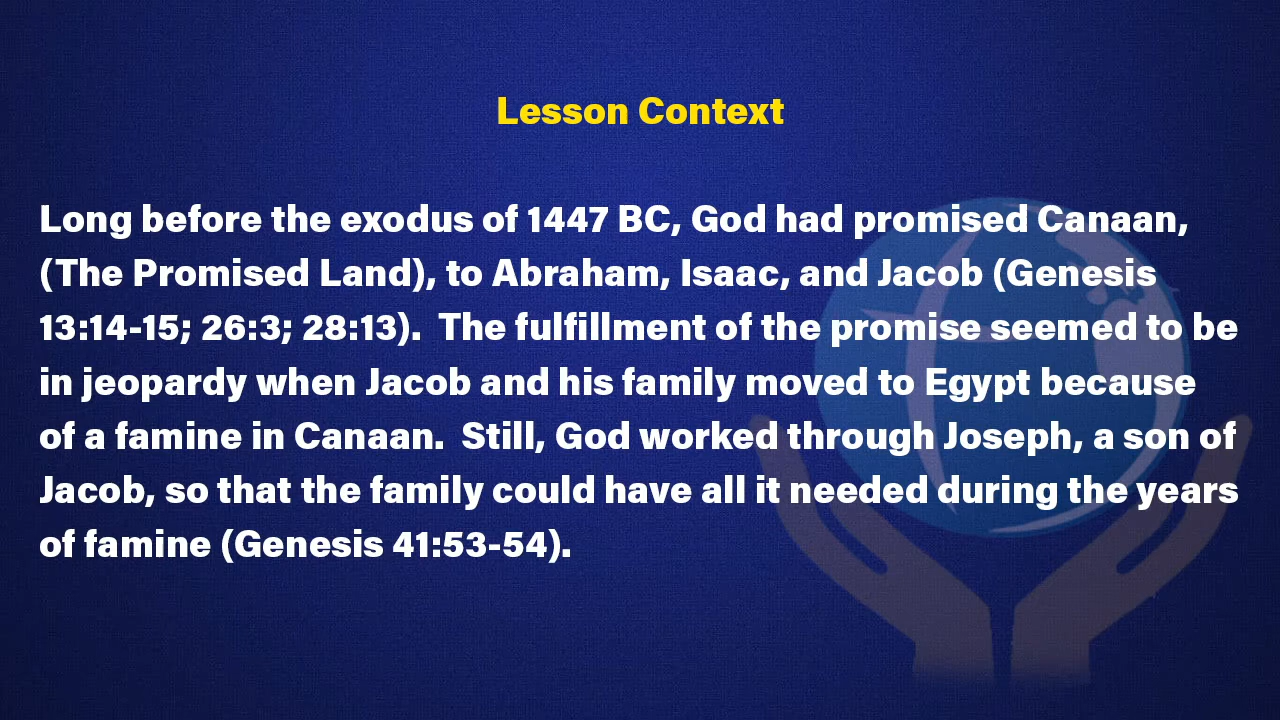 Lesson Context
Long before the exodus of 1447 BC, God had promised Canaan,
(The Promised Land), to Abraham, Isaac, and Jacob (Genesis
13:14-15; 26:3; 28:13).  The fulfillment of the promise seemed to be
in jeopardy when Jacob and his family moved to Egypt because
of a famine in Canaan.  Still, God worked through Joseph, a son of
Jacob, so that the family could have all it needed during the years
of famine (Genesis 41:53-54).